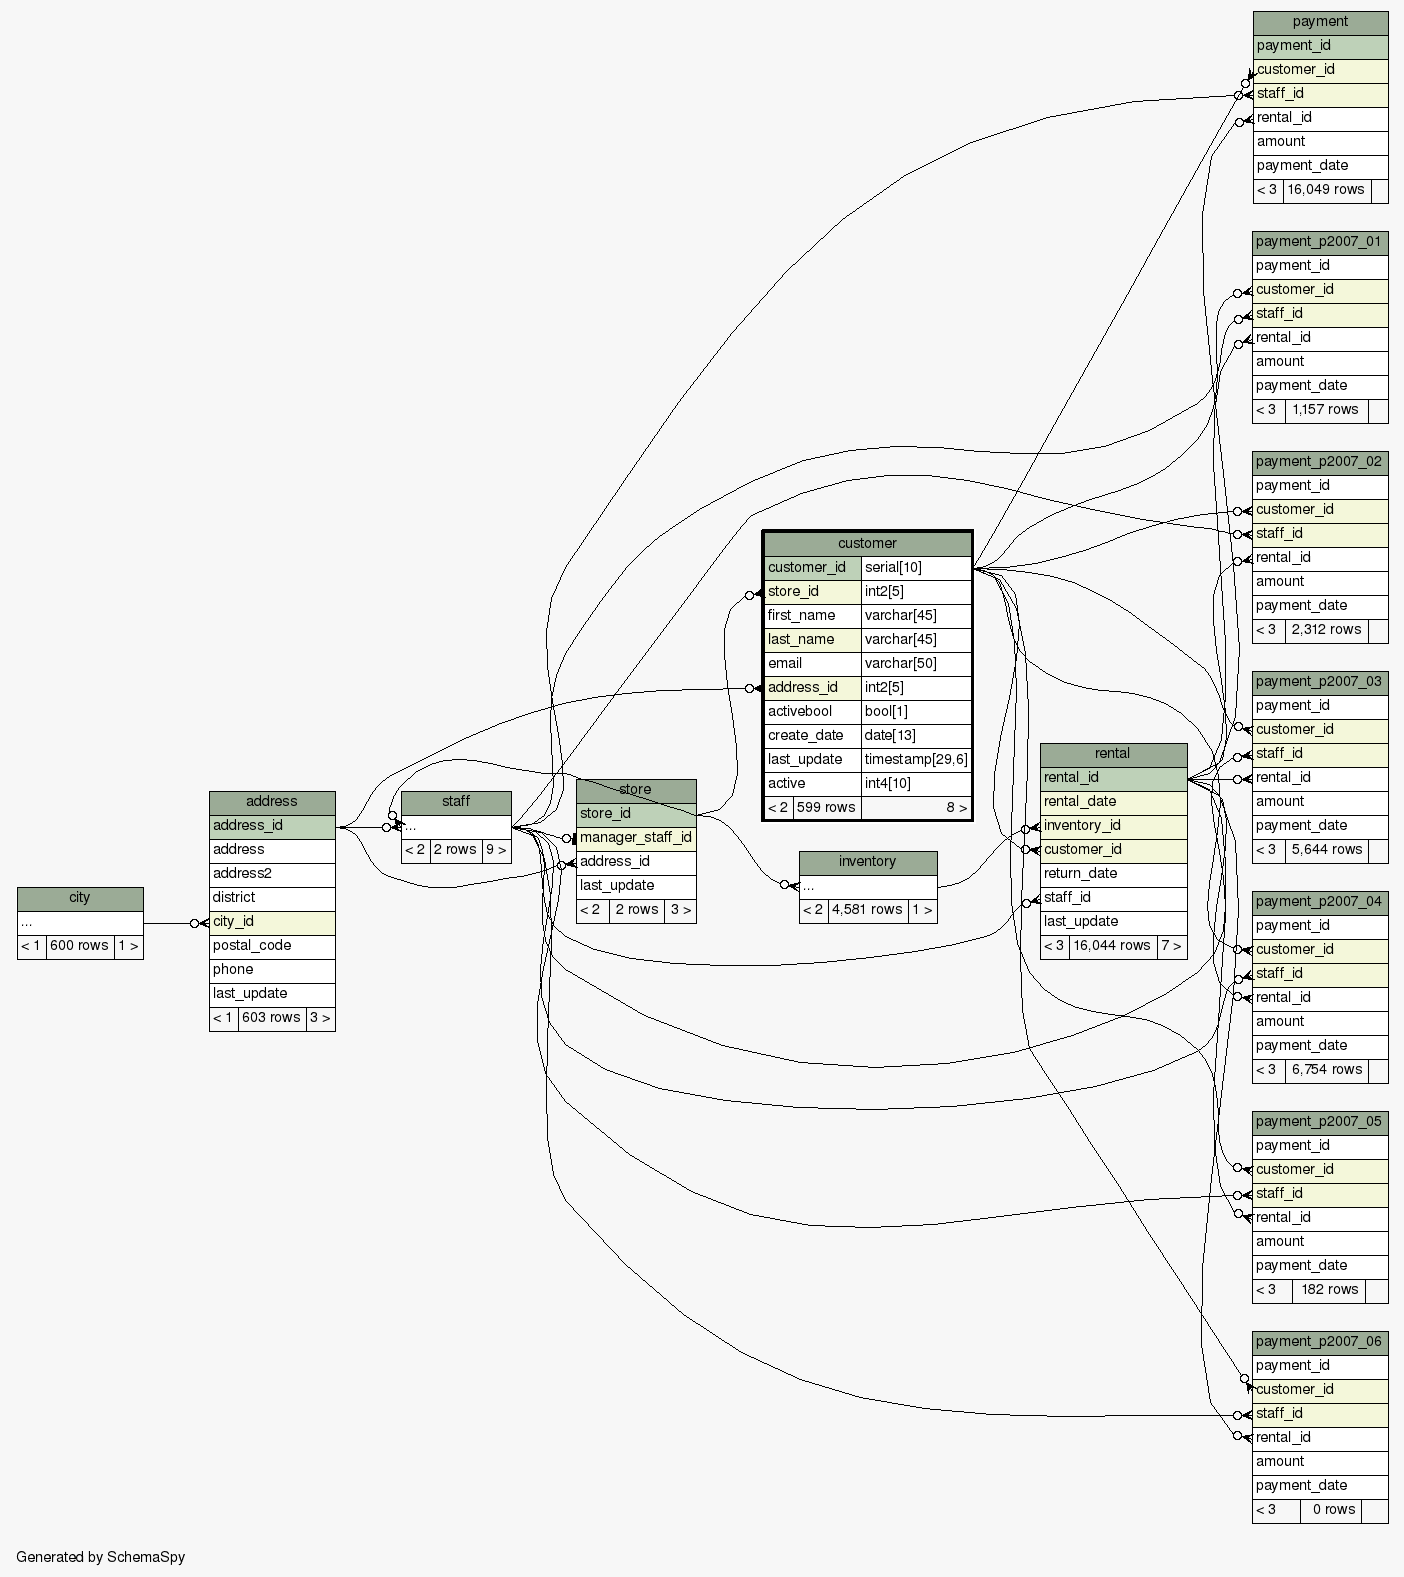 payment
payment_id
customer_id
staff_id
rental_id
amount
payment_date
< 3 16,049 rows
payment_p2007_01
payment_id
customer_id
staff_id
rental_id
amount
payment_date
< 3 1,157 rows
payment_p2007_02
payment_id
customer_id
staff_id
rental_id
amount
payment_date
< 3 2,312 rows
customer
customer_id serial[10]
store_id int2[5]
first_name varchar[45]
last_name varchar[45]
email varchar[50]
address_id int2[5]
activebool bool[1]
create_date date[13]
last_update timestamp[29,6]
active int4[10]
< 2 599 rows 8 >
payment_p2007_03
payment_id
customer_id
staff_id
rental_id
amount
payment_date
< 3 5,644 rows
rental
rental_id
rental_date
inventory_id
customer_id
return_date
staff_id
last_update
< 3 16,044 rows 7 >
store
store_id
manager_staff_id
address_id
last_update
< 2 2 rows 3 >
address
address_id
address
address2
district
city_id
postal_code
phone
last_update
< 1 603 rows 3 >
staff
...
< 2 2 rows 9 >
inventory
...
< 2 4,581 rows 1 >
city
...
< 1 600 rows 1 >
payment_p2007_04
payment_id
customer_id
staff_id
rental_id
amount
payment_date
< 3 6,754 rows
payment_p2007_05
payment_id
customer_id
staff_id
rental_id
amount
payment_date
< 3 182 rows
payment_p2007_06
payment_id
customer_id
staff_id
rental_id
amount
payment_date
< 3 0 rows
Generated by SchemaSpy